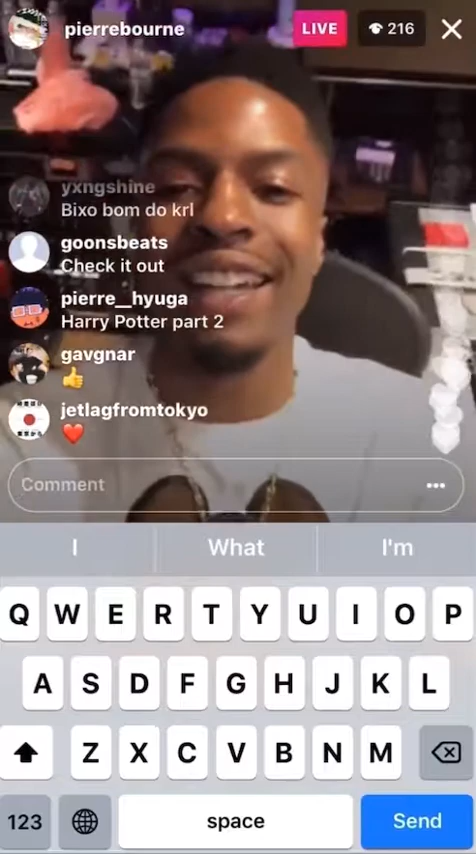 pierrebourne
LIVE
216
yxngshine
Bixo bom do krl
goonsbeats
Check it out
pierre__hyuga
Harry Potter part 2
gavgnar
👍
jetlagfromtokyo
❤️
Comment
I What I'm
Q W E R T Y U I O P
A S D F G H J K L
Z X C V B N M
123 space Send